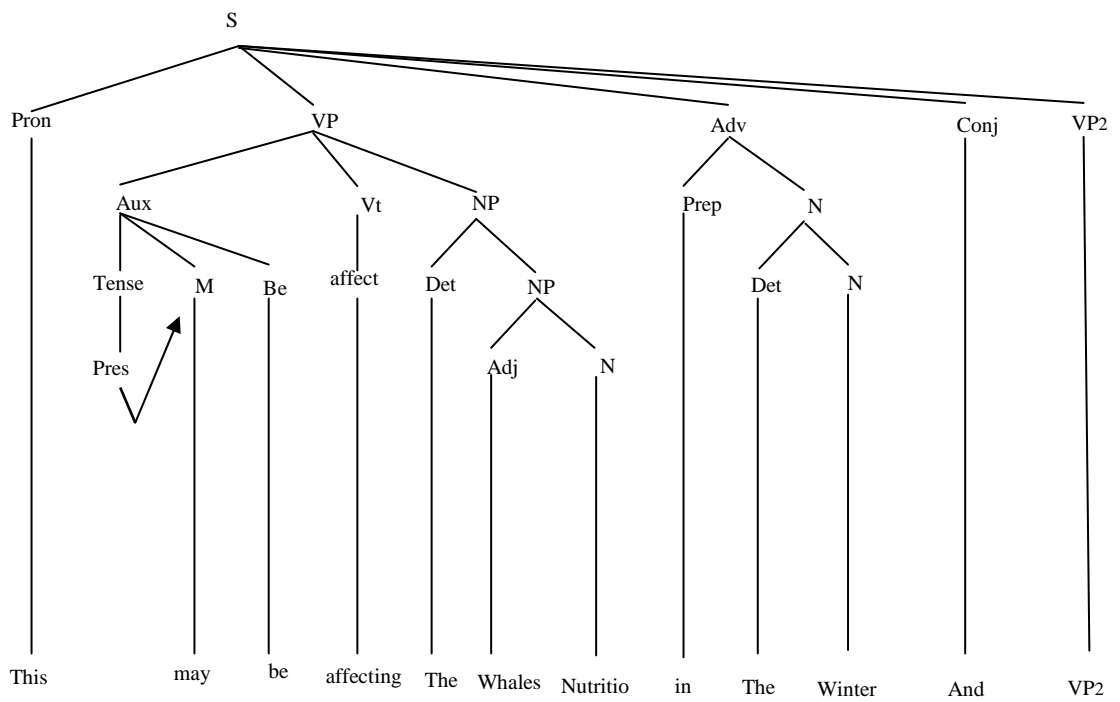 S
Pron VP Adv Conj VP2
Aux Vt NP Prep N
Tense M Be affect Det NP Det N
Pres Adj N
This may be affecting The Whales Nutritio in The Winter And VP2